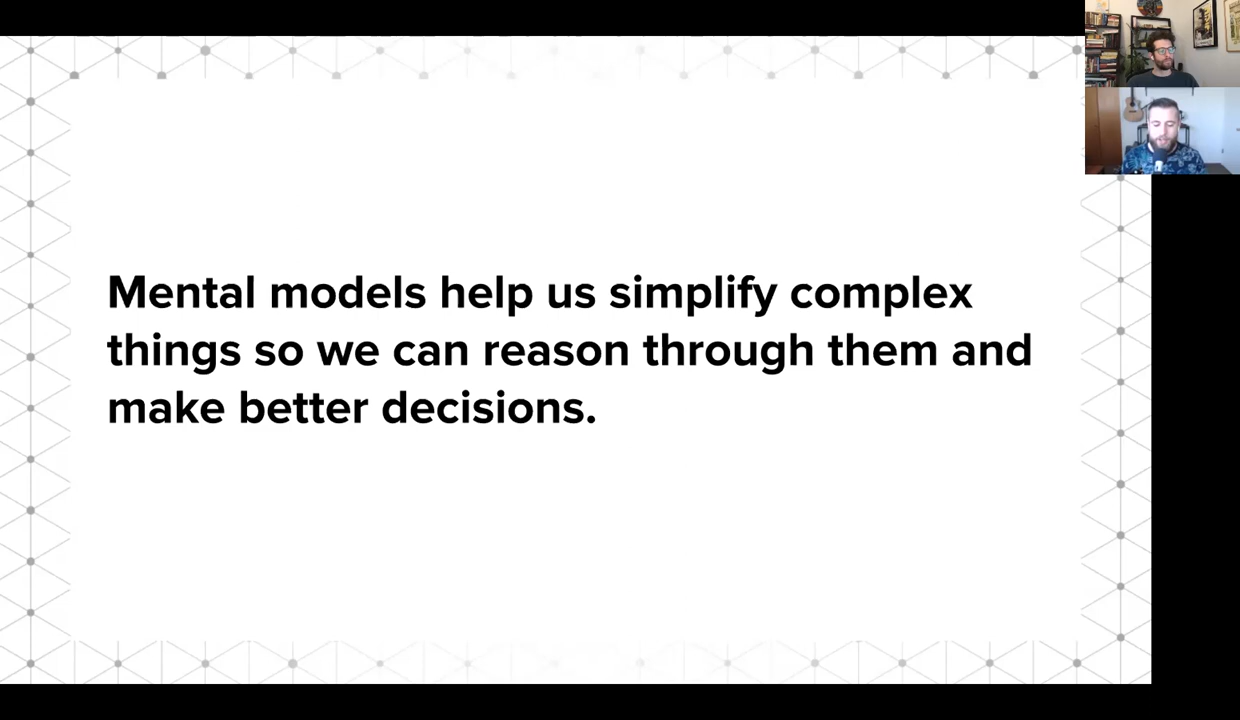 Mental models help us simplify complex
things so we can reason through them and
make better decisions.